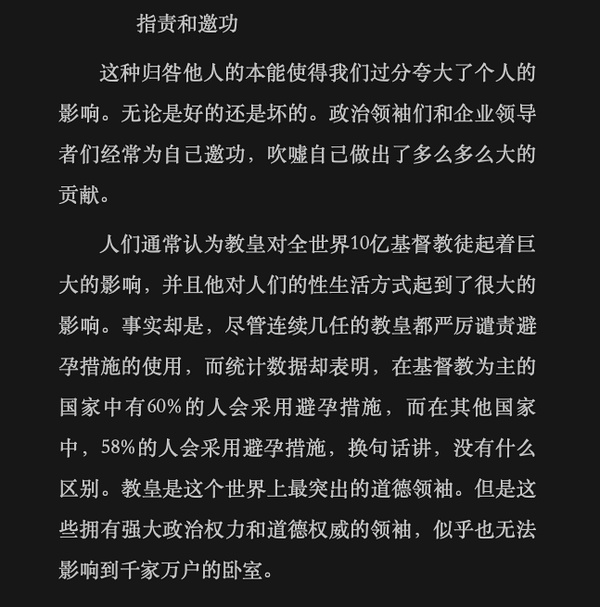 指责和邀功
这种归咎他人的本能使得我们过分夸大了个人的
影响。无论是好的还是坏的。政治领袖们和企业领导
者们经常为自己邀功，吹嘘自己做出了多么多么大的
贡献。
人们通常认为教皇对全世界10亿基督教徒起着巨
大的影响，并且他对人们的性生活方式起到了很大的
影响。事实却是，尽管连续几任的教皇都严厉谴责避
孕措施的使用，而统计数据却表明，在基督教为主的
国家中有60%的人会采用避孕措施，而在其他国家
中，58%的人会采用避孕措施，换句话讲，没有什么
区别。教皇是这个世界上最突出的道德领袖。但是这
些拥有强大政治权力和道德权威的领袖，似乎也无法
影响到千家万户的卧室。